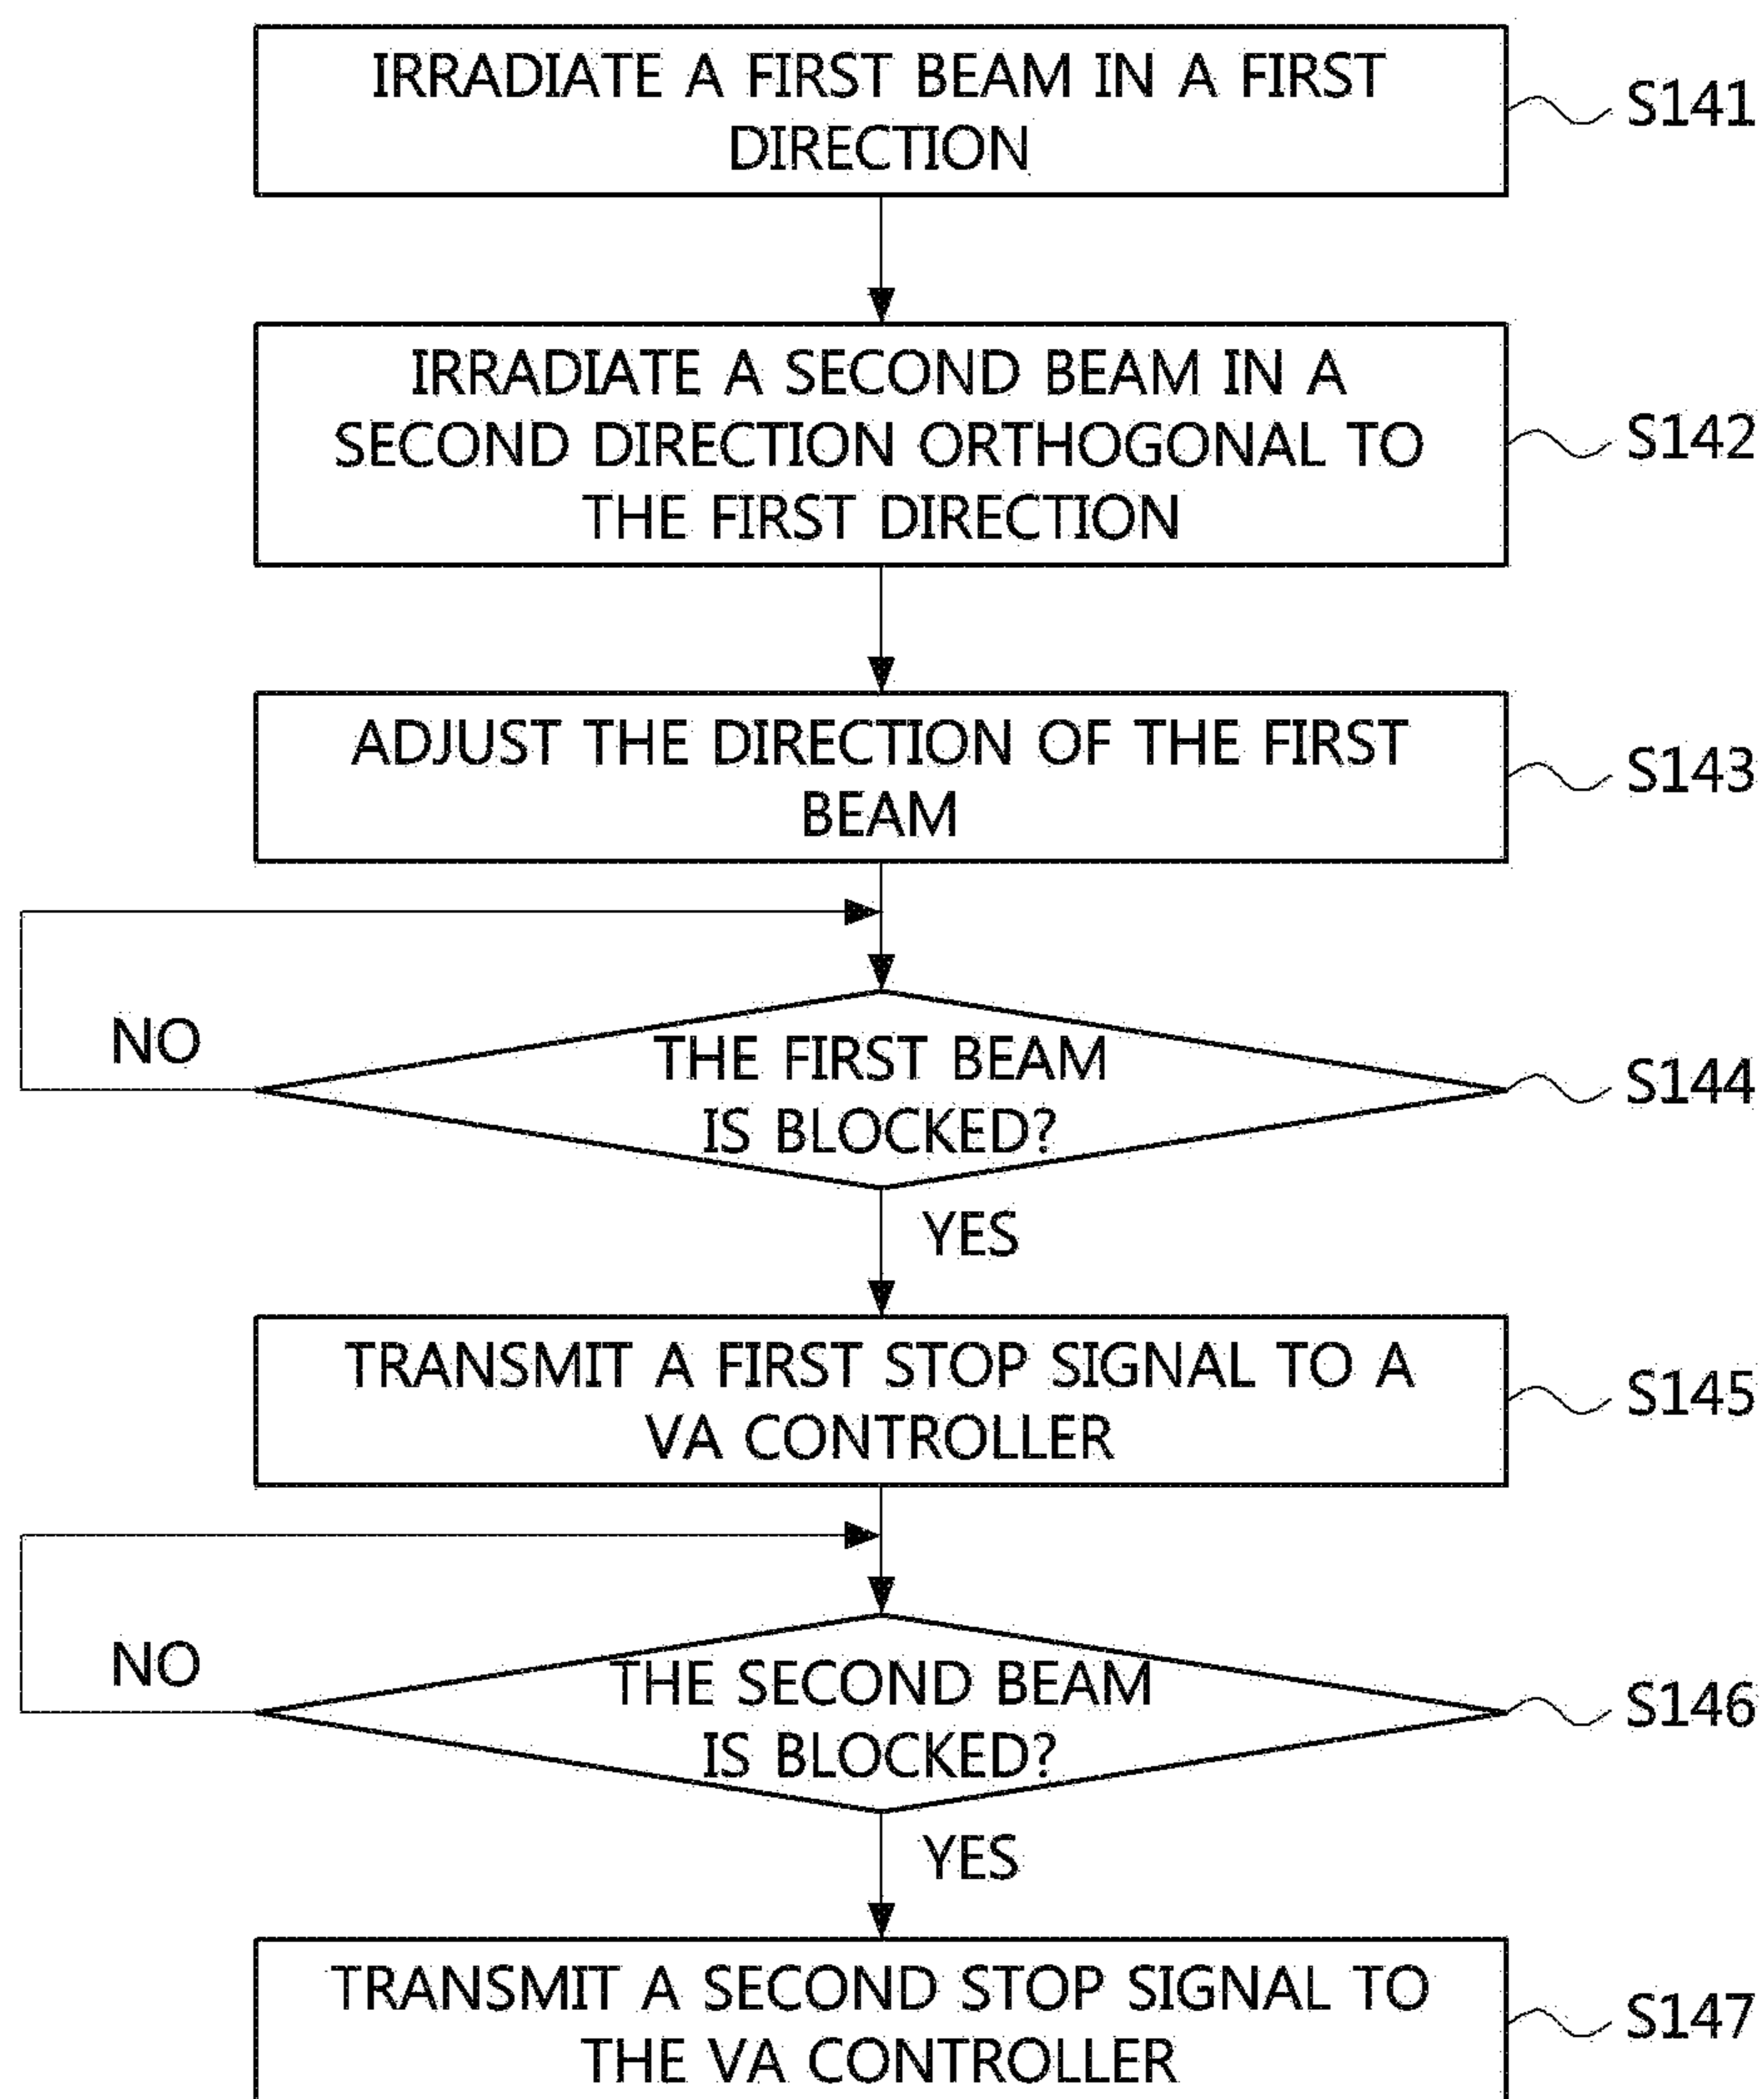 IRRADIATE A FIRST BEAM IN A FIRST
DIRECTION
S141
IRRADIATE A SECOND BEAM IN A
SECOND DIRECTION ORTHOGONAL TO
THE FIRST DIRECTION
S142
ADJUST THE DIRECTION OF THE FIRST
BEAM
S143
NO
THE FIRST BEAM
IS BLOCKED?
S144
YES
TRANSMIT A FIRST STOP SIGNAL TO A
VA CONTROLLER
S145
NO
THE SECOND BEAM
IS BLOCKED?
S146
YES
TRANSMIT A SECOND STOP SIGNAL TO
THE VA CONTROLLER
S147